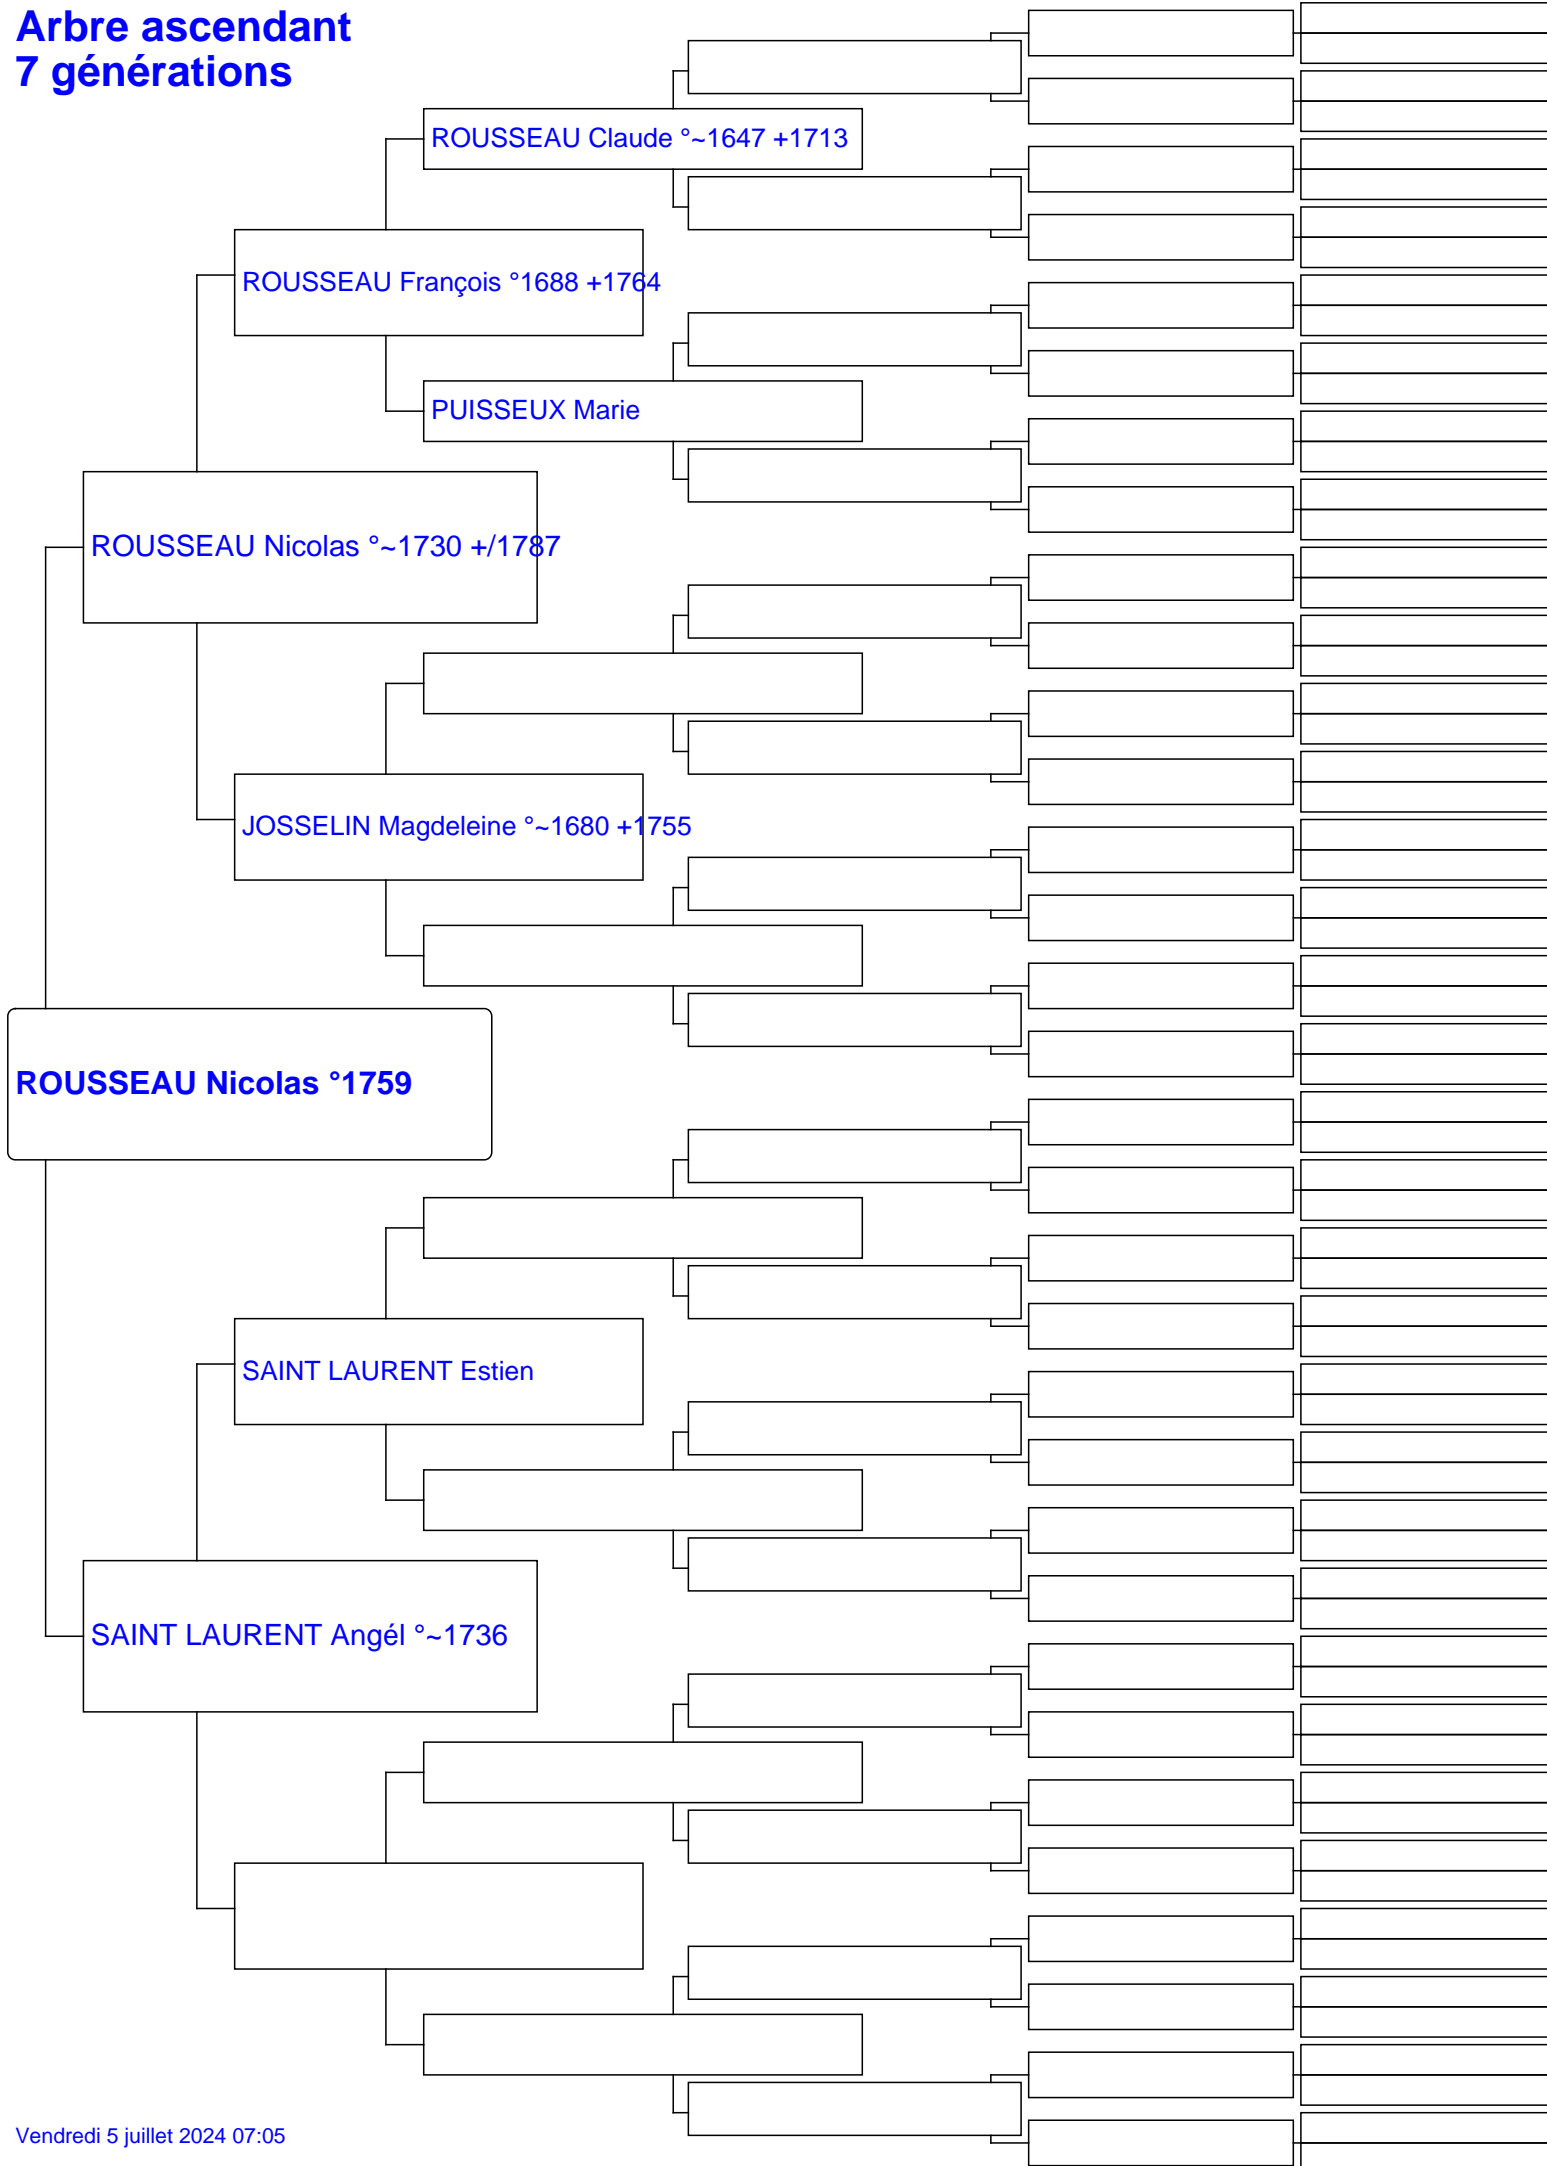 Arbre ascendant
7 générations
ROUSSEAU Claude °~1647 +1713
ROUSSEAU François °1688 +1764
PUISSEUX Marie
ROUSSEAU Nicolas °~1730 +/1787
JOSSELIN Magdeleine °~1680 +1755
ROUSSEAU Nicolas °1759
SAINT LAURENT Estien
SAINT LAURENT Angél °~1736
Vendredi 5 juillet 2024 07:05